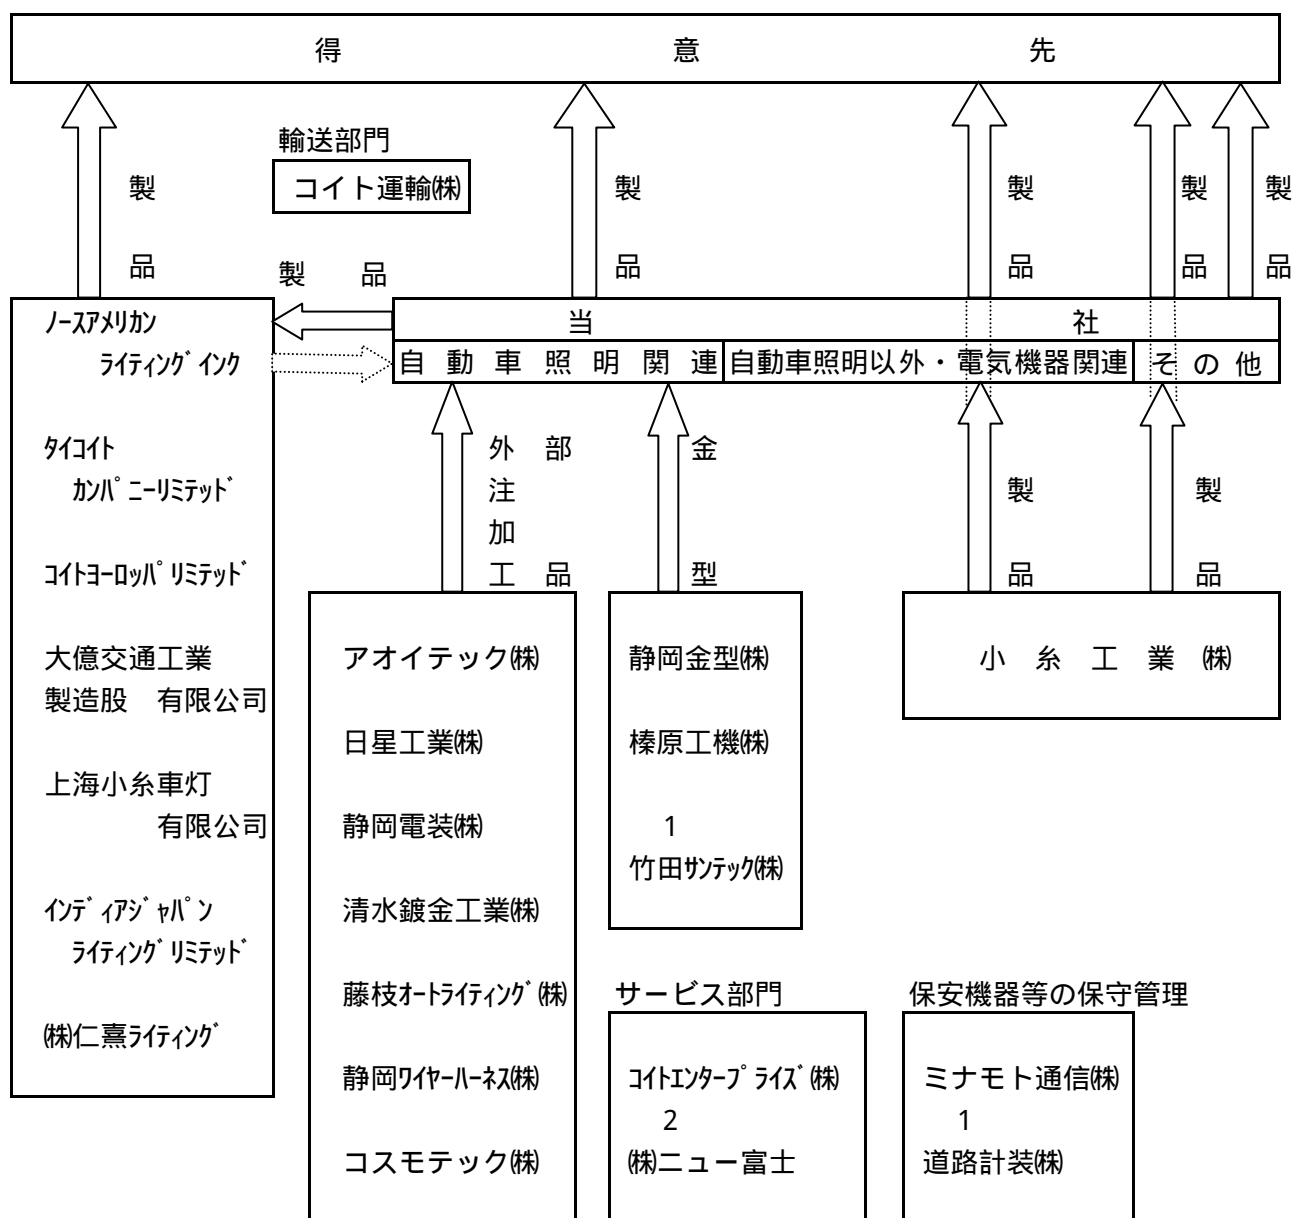 得意先
輸送部門
コイト運輸㈱
製品
製品
製品
製品
製品
製品
当社
自動車照明関連
自動車照明以外・電気機器関連
その他
ﾉｰｽｱﾒﾘｶﾝ
ﾗｲﾃｨﾝｸﾞｲﾝｸ
ﾀｲｺｲﾄ
ｶﾝﾊﾟﾆｰﾘﾐﾃｯﾄﾞ
ｺｲﾄﾖｰﾛｯﾊﾟﾘﾐﾃｯﾄﾞ
大億交通工業
製造股　有限公司
上海小糸車灯
有限公司
ｲﾝﾃﾞｨｱｼﾞｬﾊﾟﾝ
ﾗｲﾃｨﾝｸﾞﾘﾐﾃｯﾄﾞ
㈱仁熹ﾗｲﾃｨﾝｸﾞ
外注加工
部品
金型
製品
製品
アオイテック㈱
日星工業㈱
静岡電装㈱
清水鍍金工業㈱
藤枝ｵｰﾄﾗｲﾃｨﾝｸﾞ㈱
静岡ﾜｲﾔｰﾊｰﾈｽ㈱
コスモテック㈱
静岡金型㈱
榛原工機㈱
1
竹田ｻﾝﾃｯｸ㈱
小糸工業㈱
サービス部門
ｺｲﾄｴﾝﾀｰﾌﾟﾗｲｽﾞ㈱
2
㈱ニュー富士
保安機器等の保守管理
ミナモト通信㈱
1
道路計装㈱